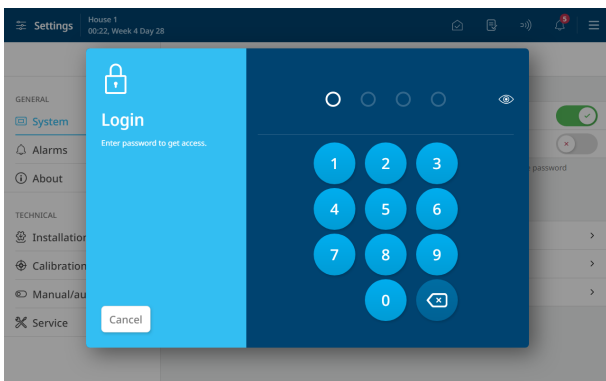 Settings
House 1
00:22, Week 4 Day 28
5
GENERAL
System
Alarms
About
TECHNICAL
Installation
Calibration
Manual/au
Service
Login
Enter password to get access.
Cancel
1 2 3
4 5 6
7 8 9
0
password